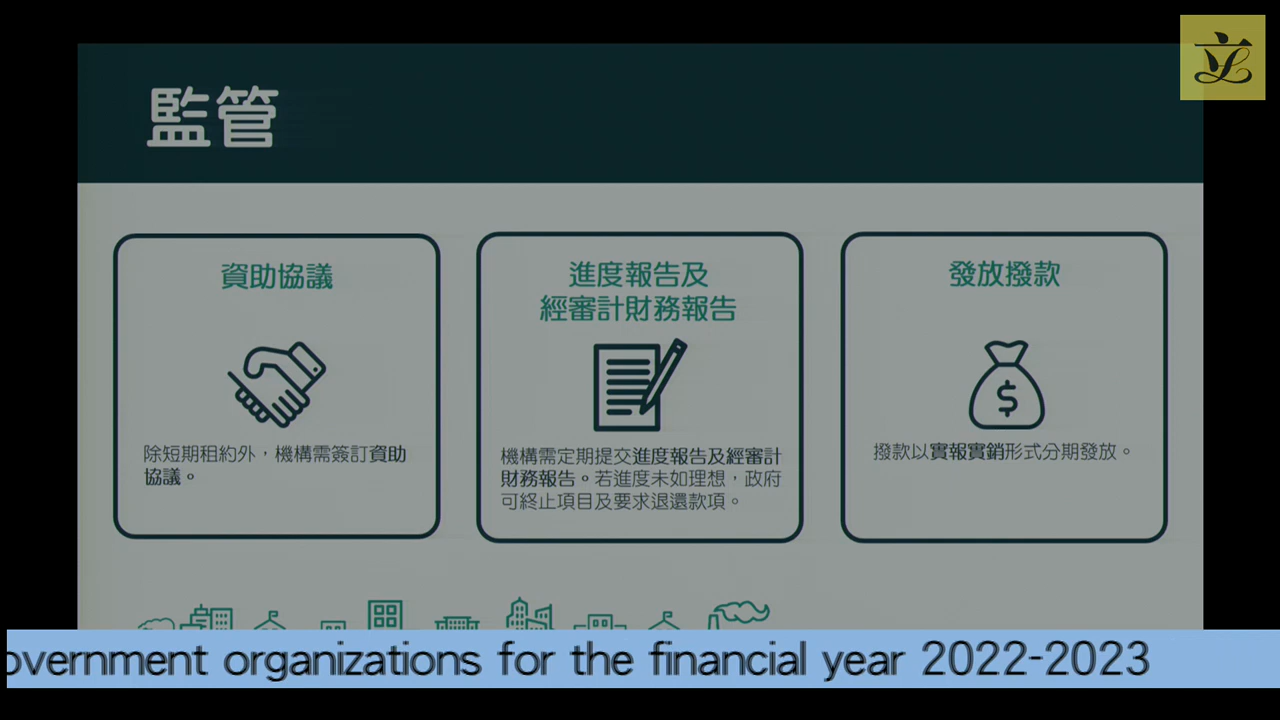 監管
資助協議
除短期租約外，機構需簽訂資助
協議。
進度報告及
經審計財務報告
機構需定期提交進度報告及經審計
財務報告。若進度未如理想，政府
可終止項目及要求退還款項。
發放撥款
$
撥款以實報實銷形式分期發放。
overnment organizations for the financial year 2022-2023